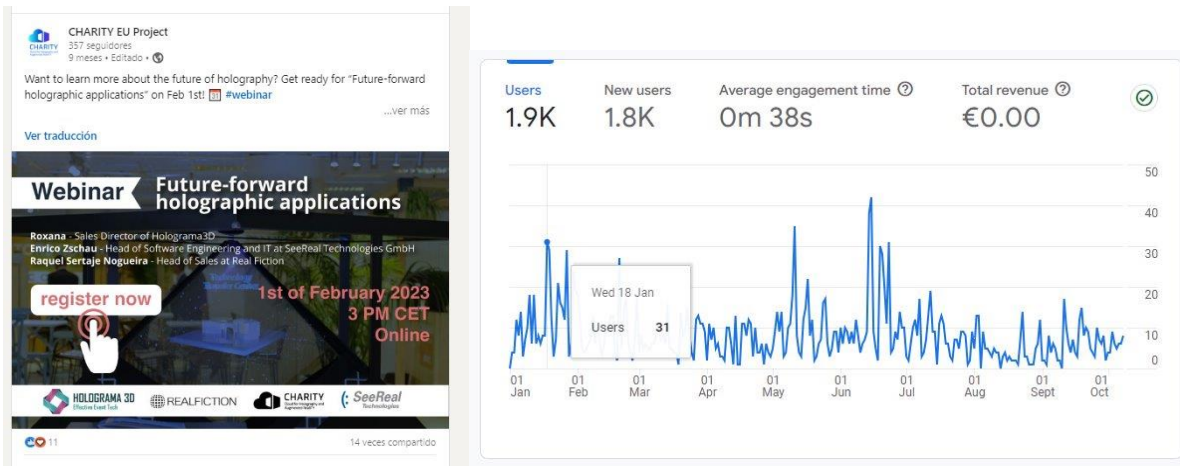 CHARITY EU Project
357 seguidores
9 meses • Editado •
Want to learn more about the future of holography? Get ready for "Future-forward
holographic applications" on Feb 1st! #webinar
...ver más
Ver traducción
Webinar
Future-forward
holographic applications
Roxana - Sales Director of Holograma3D
Enrico Zschau - Head of Software Engineering and IT at SeeReal Technologies GmbH
Raquel Sertaje Nogueira - Head of Sales at Real Fiction
register now
1st of February 2023
3 PM CET
Online
HOLOGRAMA 3D
Effective Event Tech
REALFICTION
CHARITY
SeeReal
Technologies
11
14 veces compartido
Users
1.9K
New users
1.8K
Average engagement time
0m 38s
Total revenue
€0.00
50
40
30
20
10
0
Wed 18 Jan
Users 31
01 Jan
01 Feb
01 Mar
01 Apr
01 May
01 Jun
01 Jul
01 Aug
01 Sept
01 Oct